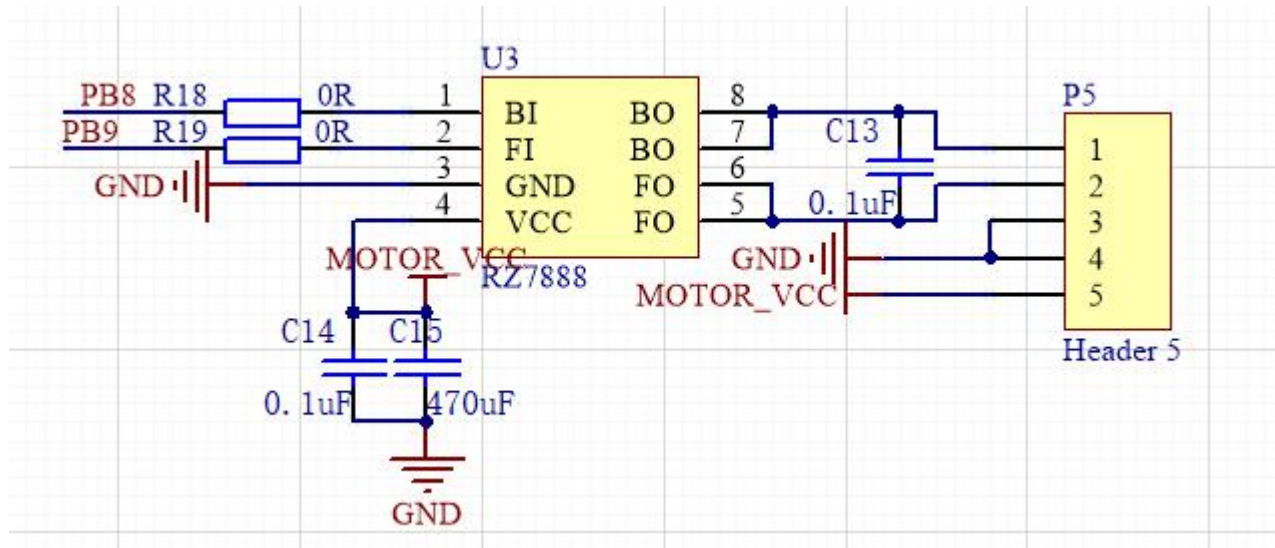 U3
PB8 R18 0R 1 BI BO 8 P5
PB9 R19 0R 2 FI BO 7 C13 1
GND 3 GND FO 6 0.1uF 2
4 VCC FO 5 3
MOTOR_VCC RZ7888 GND 4
MOTOR_VCC 5
C14 C15 Header 5
0.1uF 470uF
GND